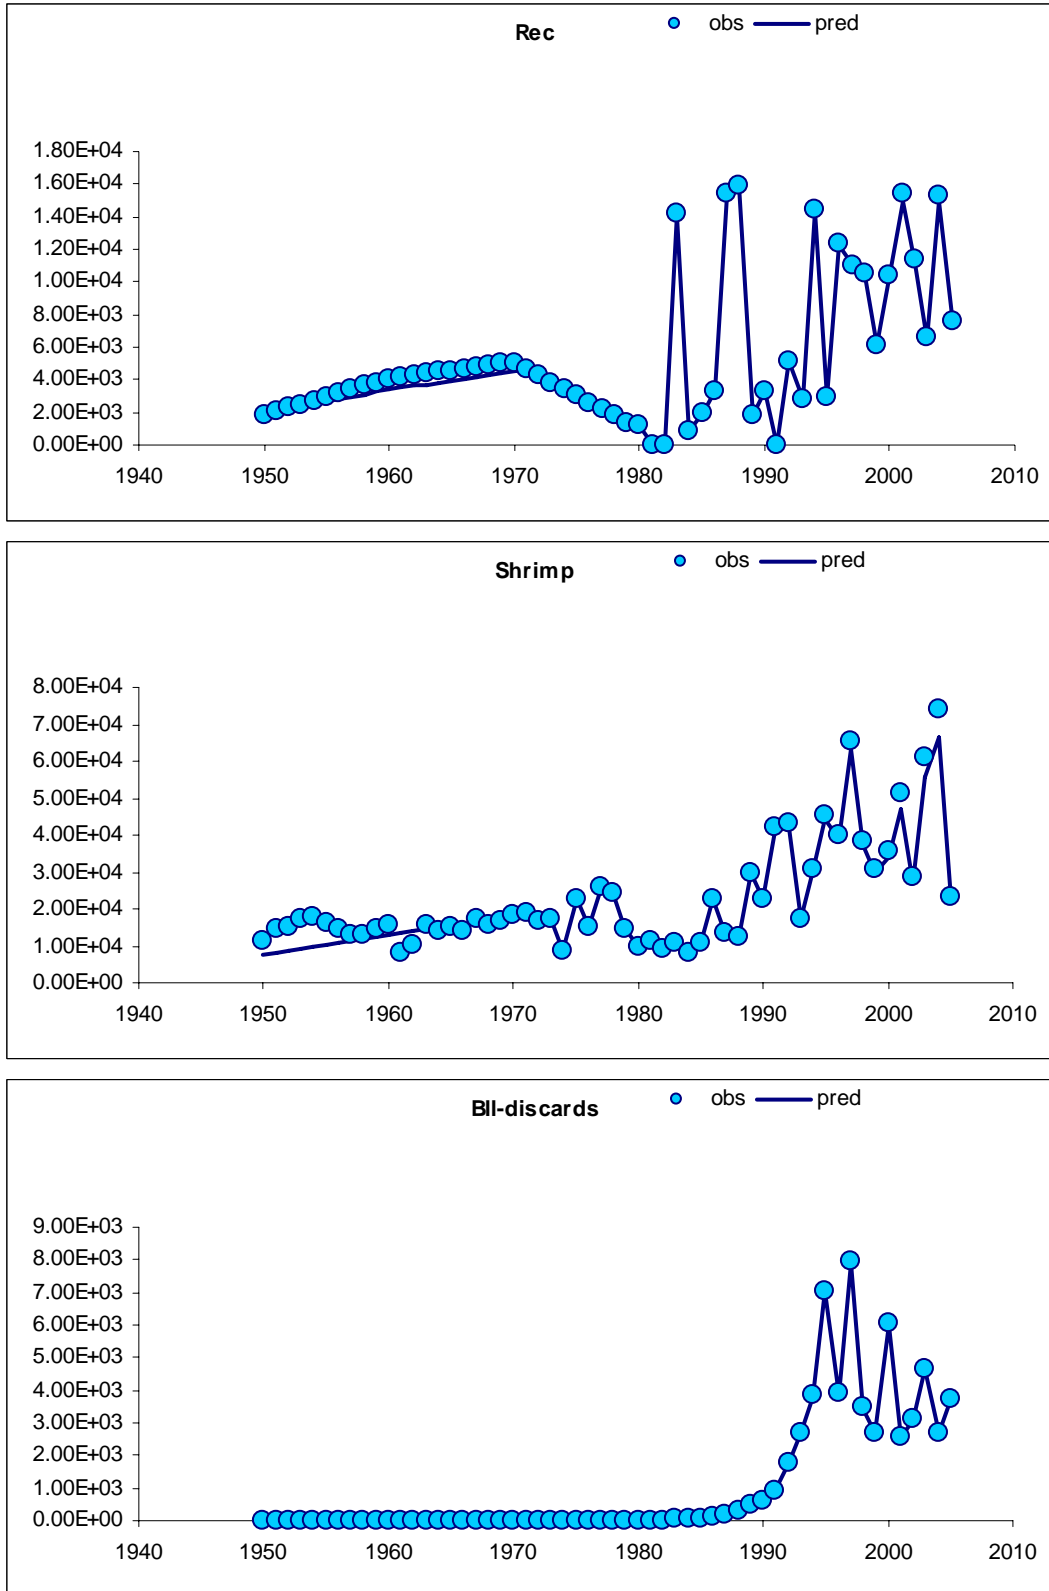 Rec
obs pred
1.80E+04
1.60E+04
1.40E+04
1.20E+04
1.00E+04
8.00E+03
6.00E+03
4.00E+03
2.00E+03
0.00E+00
1940 1950 1960 1970 1980 1990 2000 2010
Shrimp
obs pred
8.00E+04
7.00E+04
6.00E+04
5.00E+04
4.00E+04
3.00E+04
2.00E+04
1.00E+04
0.00E+00
1940 1950 1960 1970 1980 1990 2000 2010
BII-discards
obs pred
9.00E+03
8.00E+03
7.00E+03
6.00E+03
5.00E+03
4.00E+03
3.00E+03
2.00E+03
1.00E+03
0.00E+00
1940 1950 1960 1970 1980 1990 2000 2010